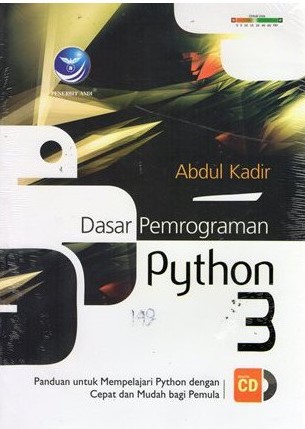 PENERBIT ANDI
Abdul Kadir
Dasar Pemrograman
Python
3
198
Panduan untuk Mempelajari Python dengan
Cepat dan Mudah bagi Pemula
CD